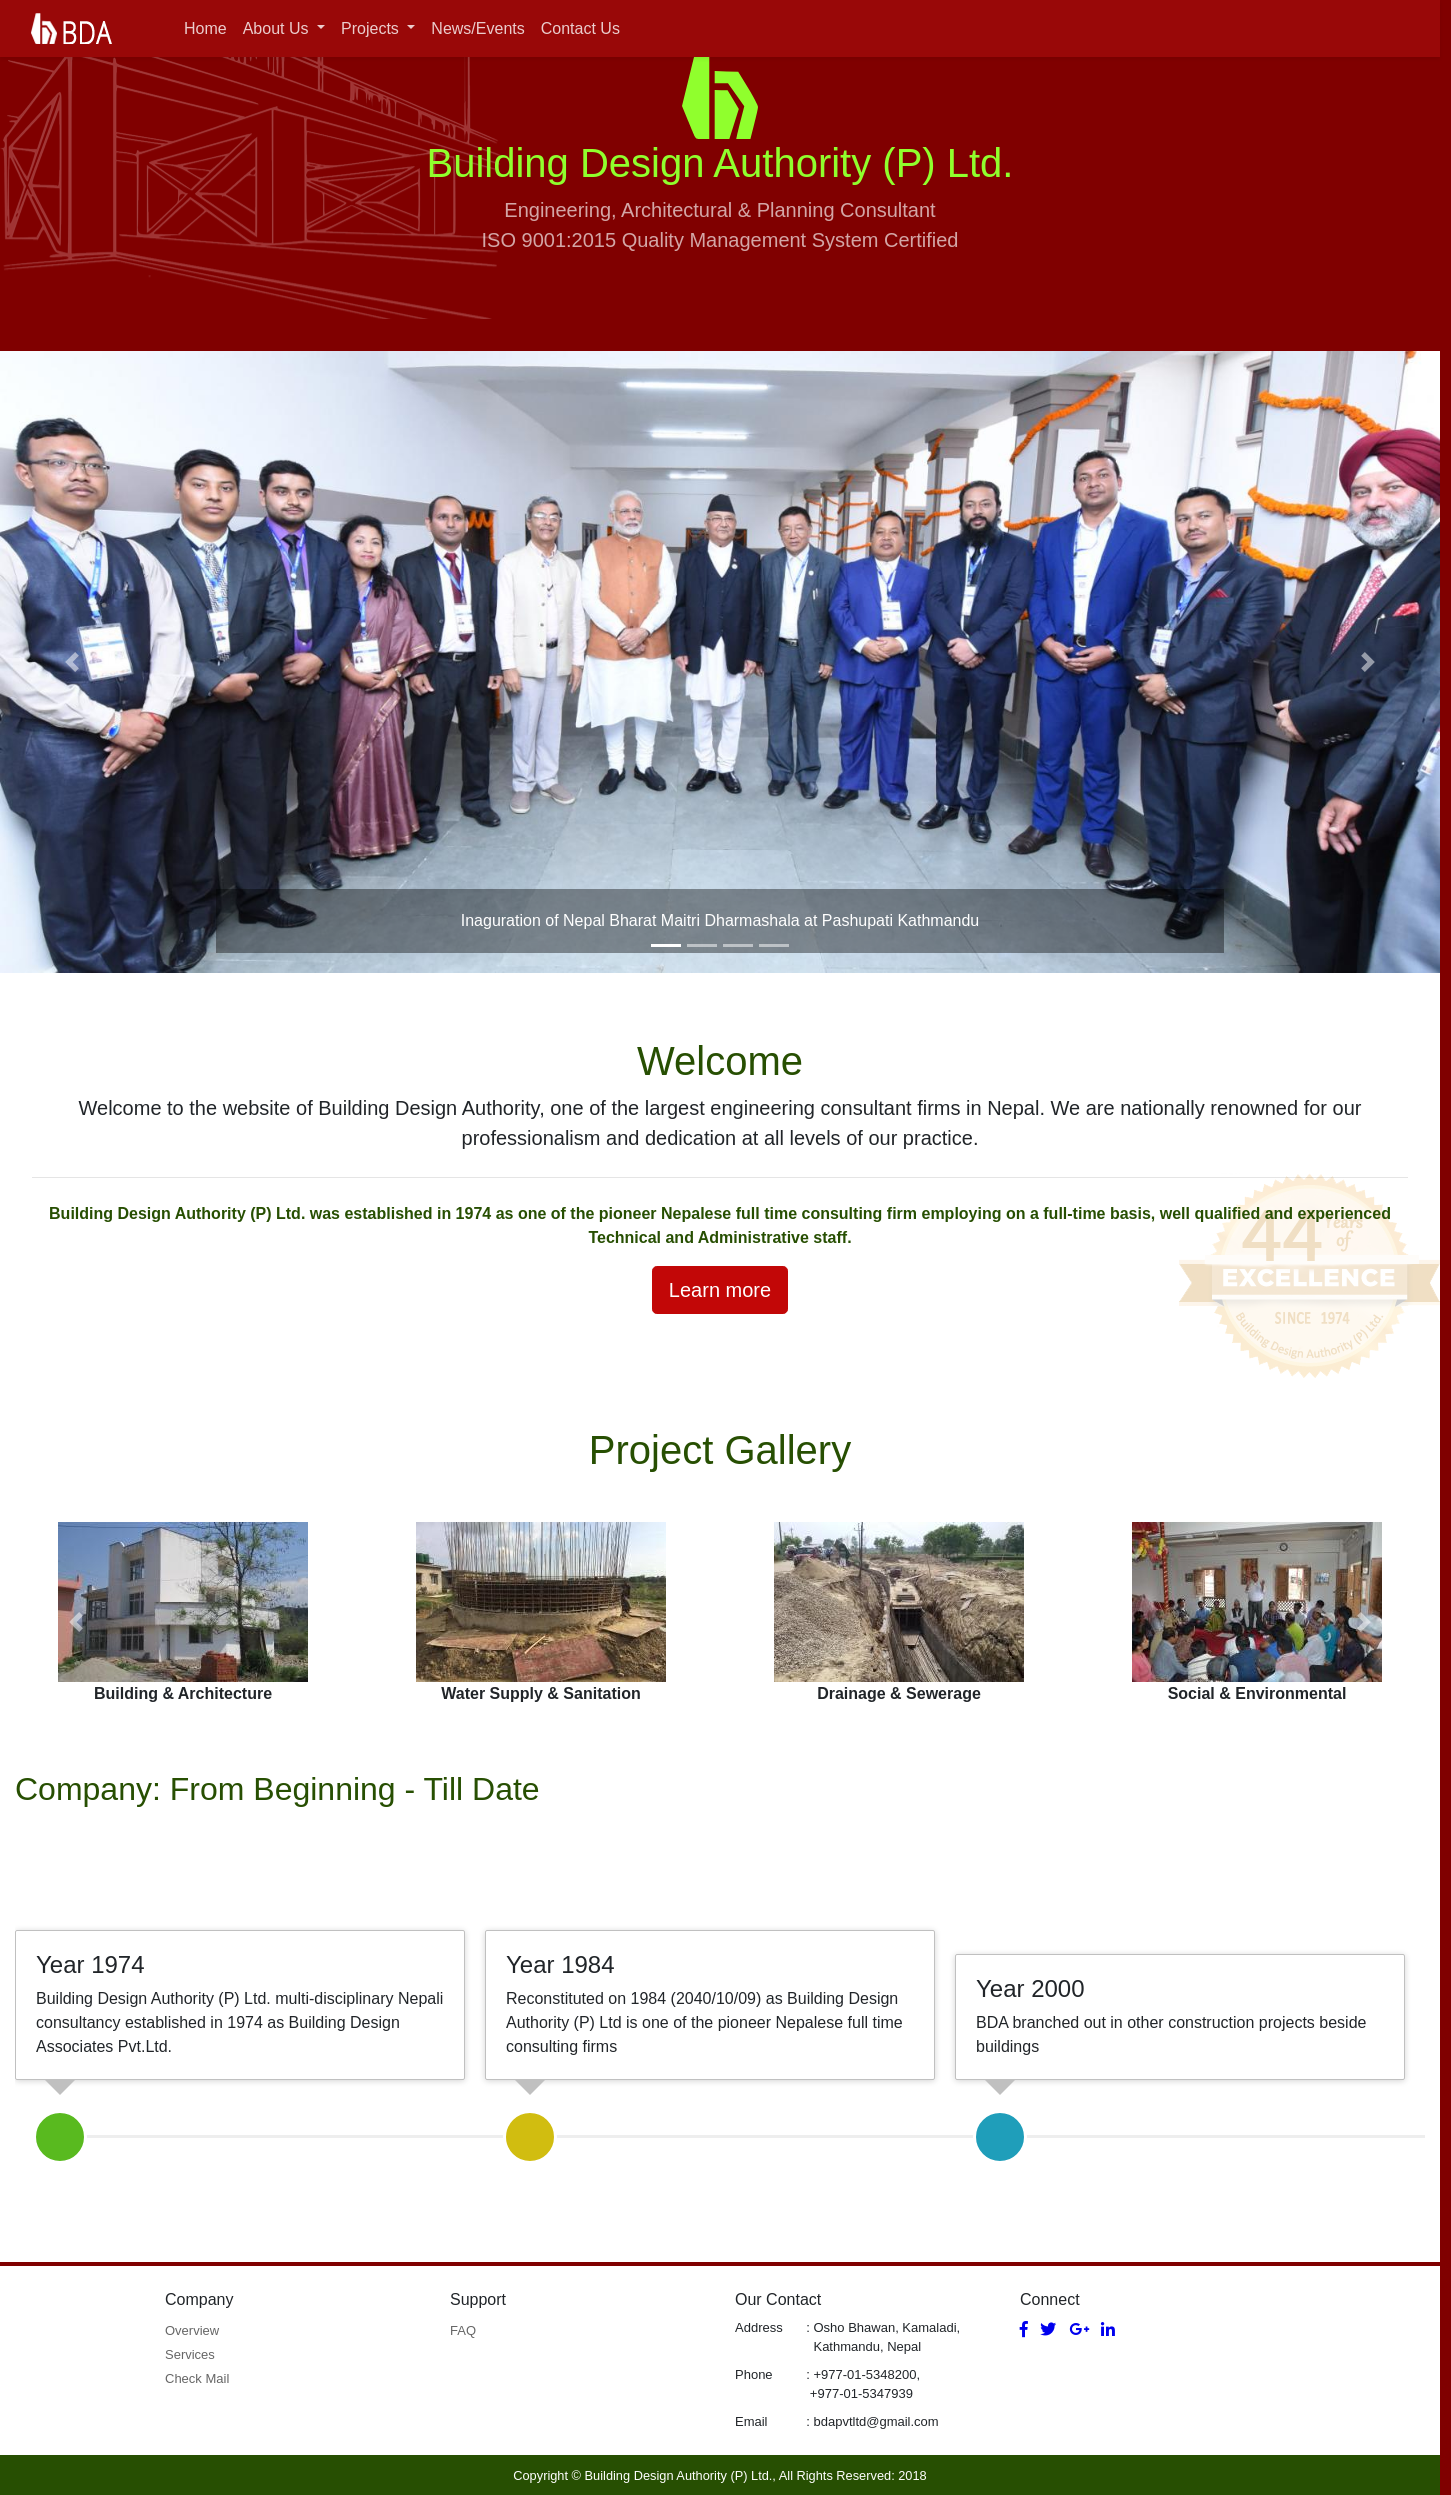 BDA
Home About Us Projects News/Events Contact Us
Building Design Authority (P) Ltd.
Engineering, Architectural & Planning Consultant
ISO 9001:2015 Quality Management System Certified
Inaguration of Nepal Bharat Maitri Dharmashala at Pashupati Kathmandu
Welcome
Welcome to the website of Building Design Authority, one of the largest engineering consultant firms in Nepal. We are nationally renowned for our
professionalism and dedication at all levels of our practice.
Building Design Authority (P) Ltd. was established in 1974 as one of the pioneer Nepalese full time consulting firm employing on a full-time basis, well qualified and experienced
Technical and Administrative staff.
Learn more
44 Years
of
EXCELLENCE
SINCE 1974
Building Design Authority (P) Ltd.
Project Gallery
Building & Architecture
Water Supply & Sanitation
Drainage & Sewerage
Social & Environmental
Company: From Beginning - Till Date
Year 1974
Building Design Authority (P) Ltd. multi-disciplinary Nepali
consultancy established in 1974 as Building Design
Associates Pvt.Ltd.
Year 1984
Reconstituted on 1984 (2040/10/09) as Building Design
Authority (P) Ltd is one of the pioneer Nepalese full time
consulting firms
Year 2000
BDA branched out in other construction projects beside
buildings
Company
Overview
Services
Check Mail
Support
FAQ
Our Contact
Address : Osho Bhawan, Kamaladi,
Kathmandu, Nepal
Phone : +977-01-5348200,
+977-01-5347939
Email : bdapvtltd@gmail.com
Connect
Copyright © Building Design Authority (P) Ltd., All Rights Reserved: 2018